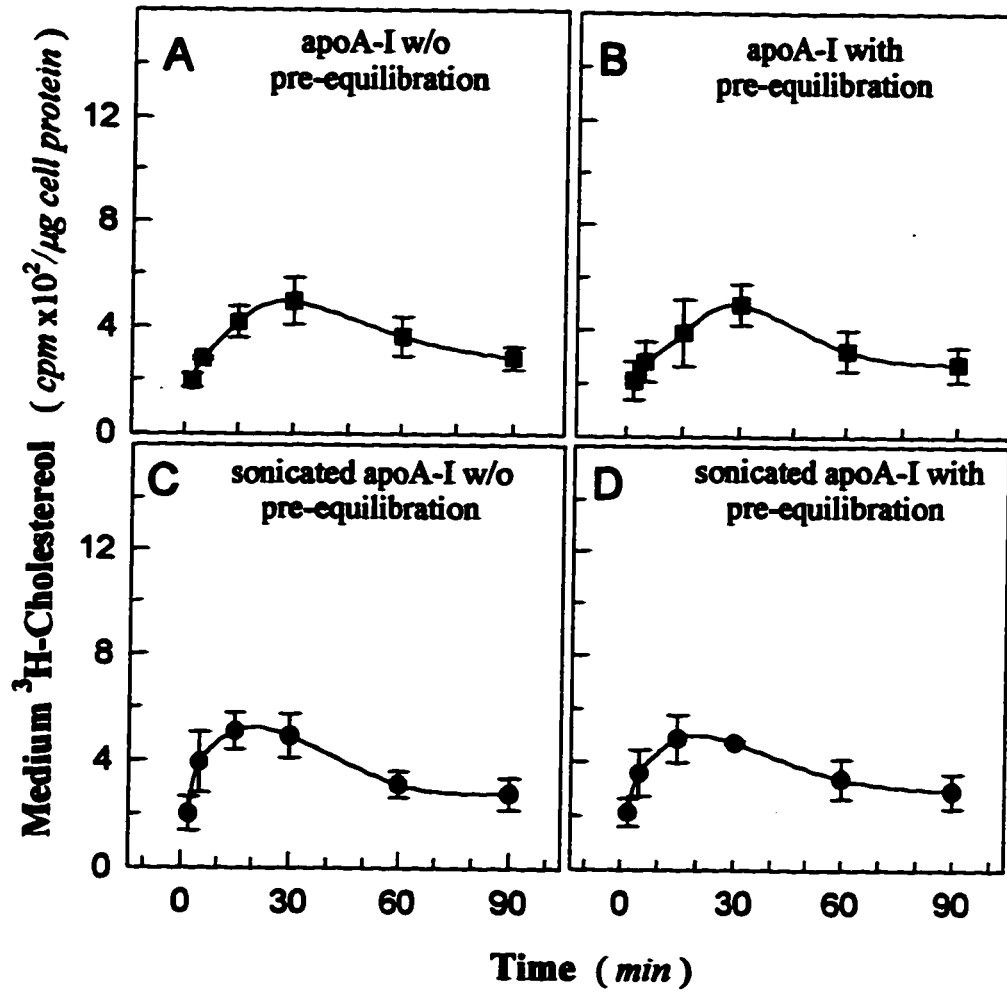 A
apoA-I w/o
pre-equilibration
B
apoA-I with
pre-equilibration
12
8
4
0
C
sonicated apoA-I w/o
pre-equilibration
D
sonicated apoA-I with
pre-equilibration
12
8
4
0
0 30 60 90 0 30 60 90
Time (min)
Medium ³H-Cholestereol (cpm x10²/µg cell protein)